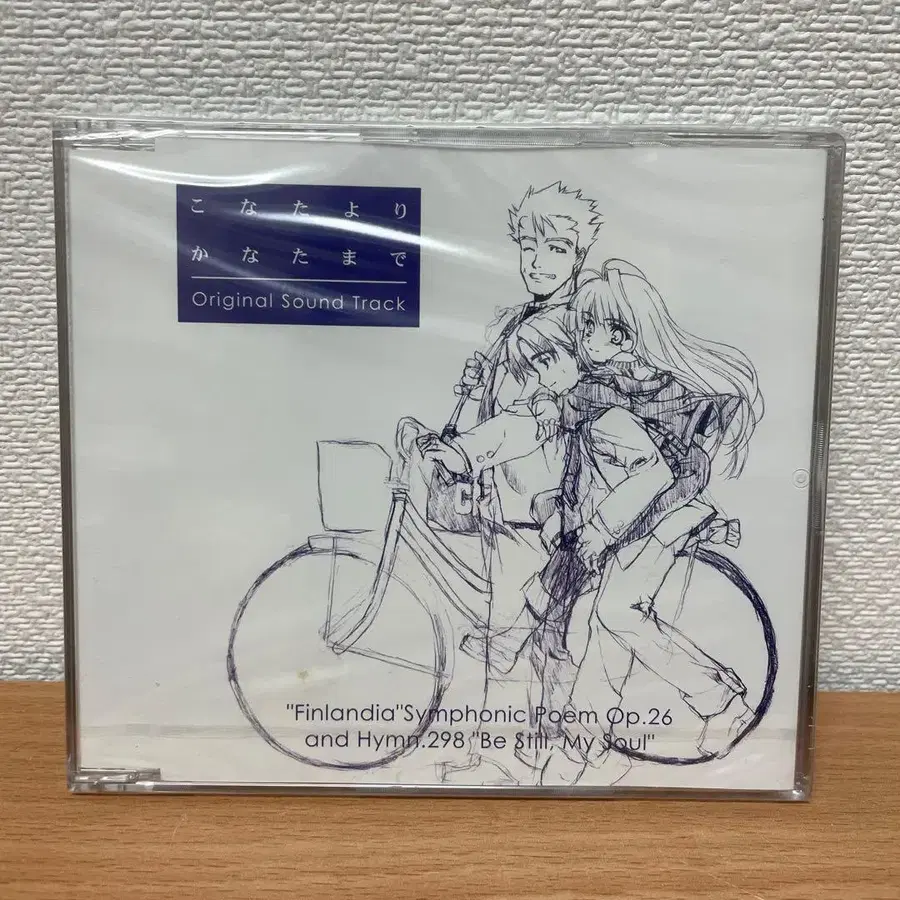 こなたより
かなたまで
Original Sound Track
"Finlandia"Symphonic Poem Op.26
and Hymn.298 "Be Still, My Soul"